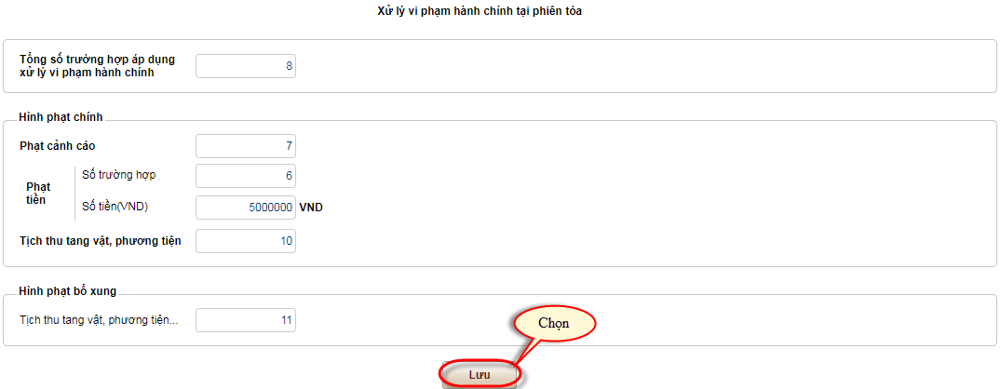 Xử lý vi phạm hành chính tại phiên tòa
Tổng số trường hợp áp dụng
xử lý vi phạm hành chính
8
Hình phạt chính
Phạt cảnh cáo
7
Phạt
tiền
Số trường hợp
6
Số tiền(VND)
5000000 VND
Tịch thu tang vật, phương tiện
10
Hình phạt bổ xung
Tịch thu tang vật, phương tiện...
11
Chọn
Lưu